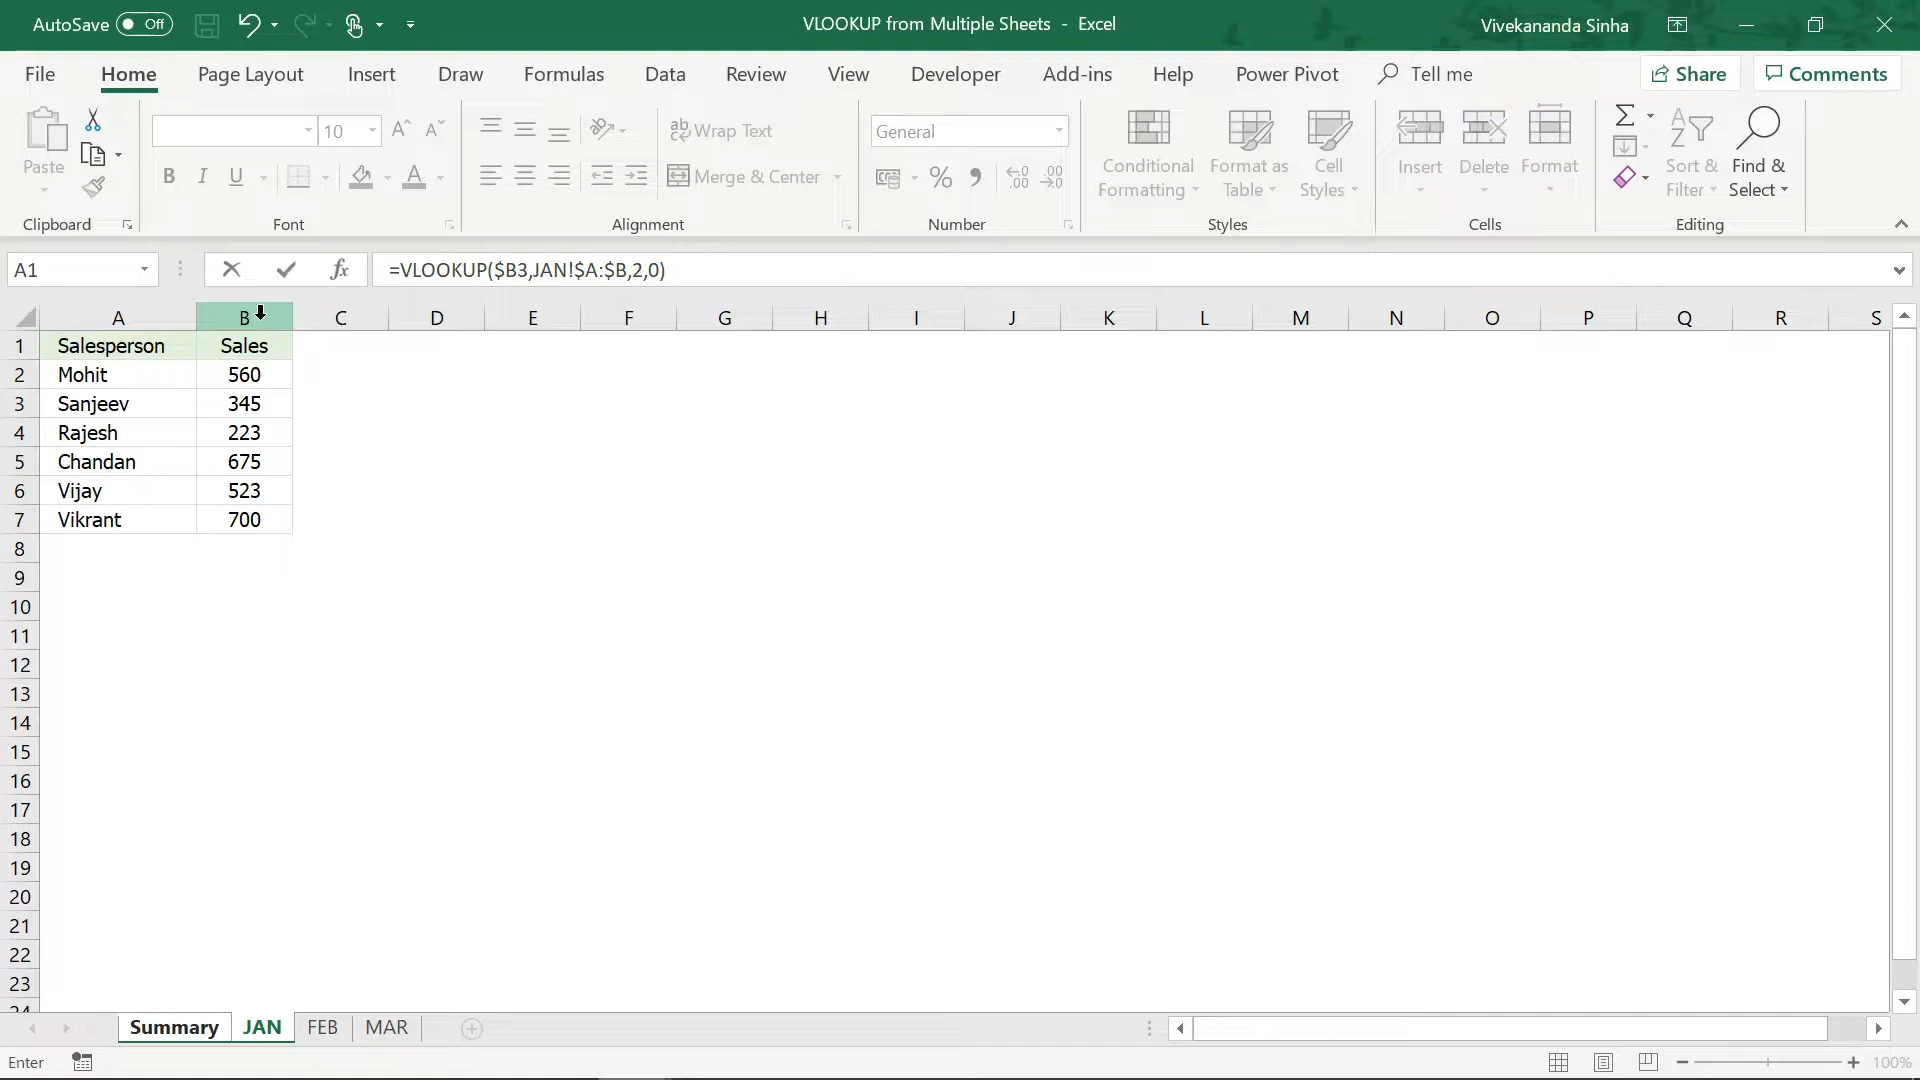 AutoSave Off
VLOOKUP from Multiple Sheets - Excel
Vivekananda Sinha
File Home Page Layout Insert Draw Formulas Data Review View Developer Add-ins Help Power Pivot Tell me Share Comments
Paste
Clipboard
10
B I U
Font
Wrap Text
Merge & Center
Alignment
General
Number
Conditional Formatting
Format as Table
Cell Styles
Styles
Insert
Delete
Format
Cells
Sort & Filter
Find & Select
Editing
A1
fx
=VLOOKUP($B3,JAN!$A:$B,2,0)
A B C D E F G H I J K L M N O P Q R S
1 Salesperson Sales
2 Mohit 560
3 Sanjeev 345
4 Rajesh 223
5 Chandan 675
6 Vijay 523
7 Vikrant 700
8
9
10
11
12
13
14
15
16
17
18
19
20
21
22
23
24
Summary JAN FEB MAR
Enter
100%